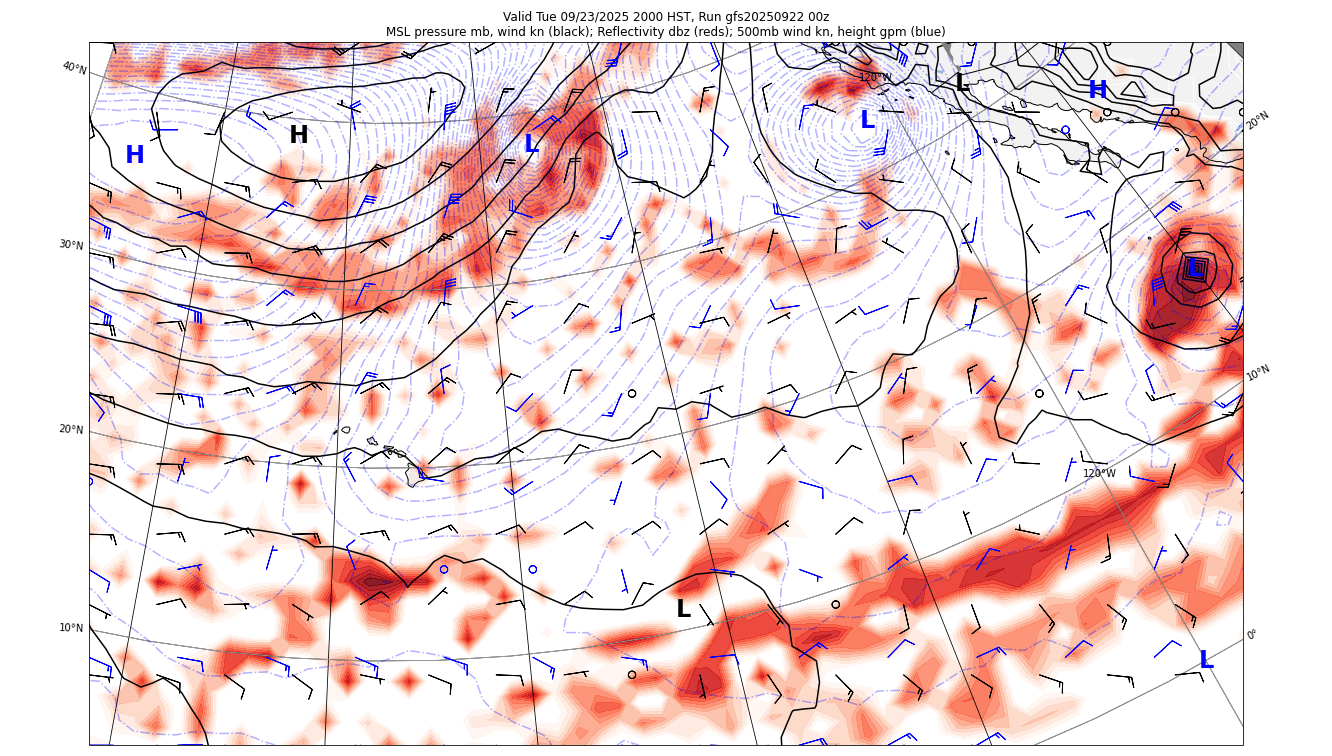 Valid Tue 09/23/2025 2000 HST, Run gfs20250922 00z
MSL pressure mb, wind kn (black); Reflectivity dbz (reds); 500mb wind kn, height gpm (blue)
40°N
120°W
L
H
L
20°N
H
L
H
30°N
L
10°N
20°N
120°W
L
10°N
0°
L